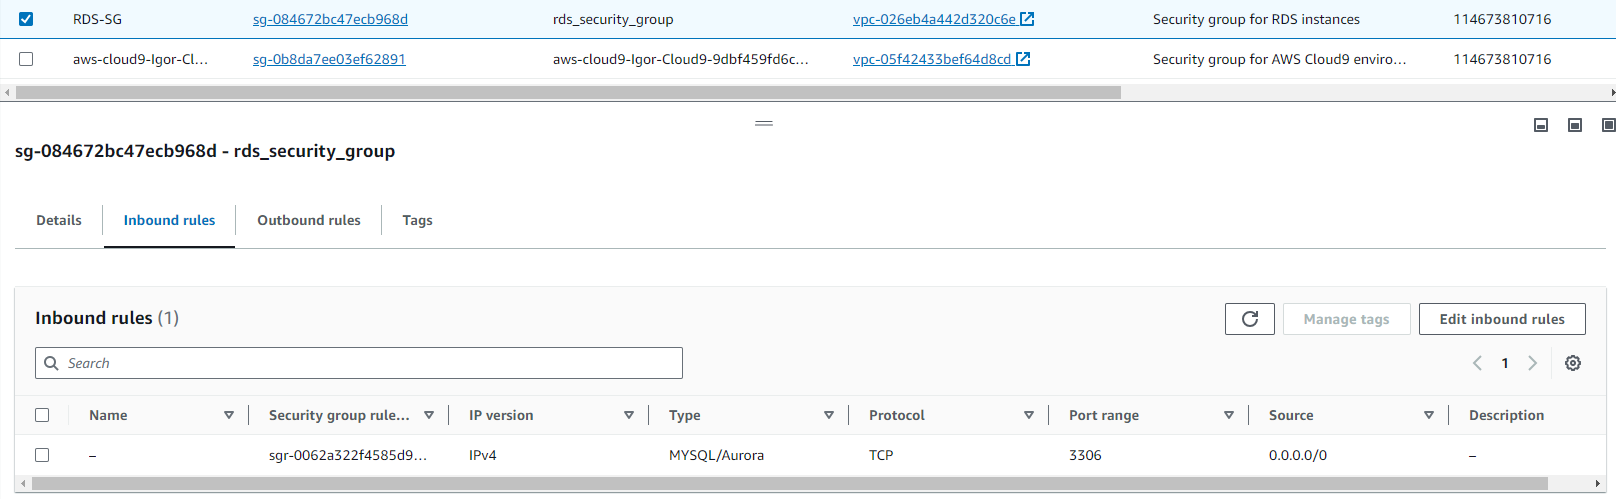 RDS-SG sg-084672bc47ecb968d rds_security_group vpc-026eb4a442d320c6e Security group for RDS instances 114673810716
aws-cloud9-Igor-Cl... sg-0b8da7ee03ef62891 aws-cloud9-Igor-Cloud9-9dbf459fd6c... vpc-05f42433bef64d8cd Security group for AWS Cloud9 enviro... 114673810716
sg-084672bc47ecb968d - rds_security_group
Details Inbound rules Outbound rules Tags
Inbound rules (1) Manage tags Edit inbound rules
Search 1
Name Security group rule... IP version Type Protocol Port range Source Description
– sgr-0062a322f4585d9... IPv4 MYSQL/Aurora TCP 3306 0.0.0.0/0 –